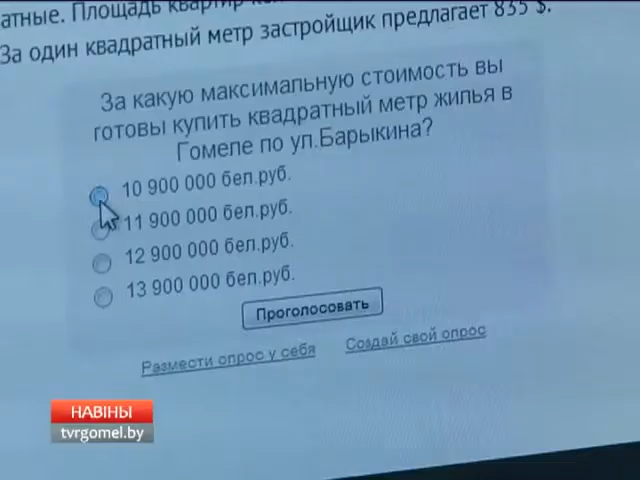 атные. Площадь квартир
За один квадратный метр застройщик предлагает 835 $.
За какую максимальную стоимость вы
готовы купить квадратный метр жилья в
Гомеле по ул.Барыкина?
10 900 000 бел.руб.
11 900 000 бел.руб.
12 900 000 бел.руб.
13 900 000 бел.руб.
Проголосовать
Размести опрос у себя
Создай свой опрос
НАВІНЫ
tvrgomel.by